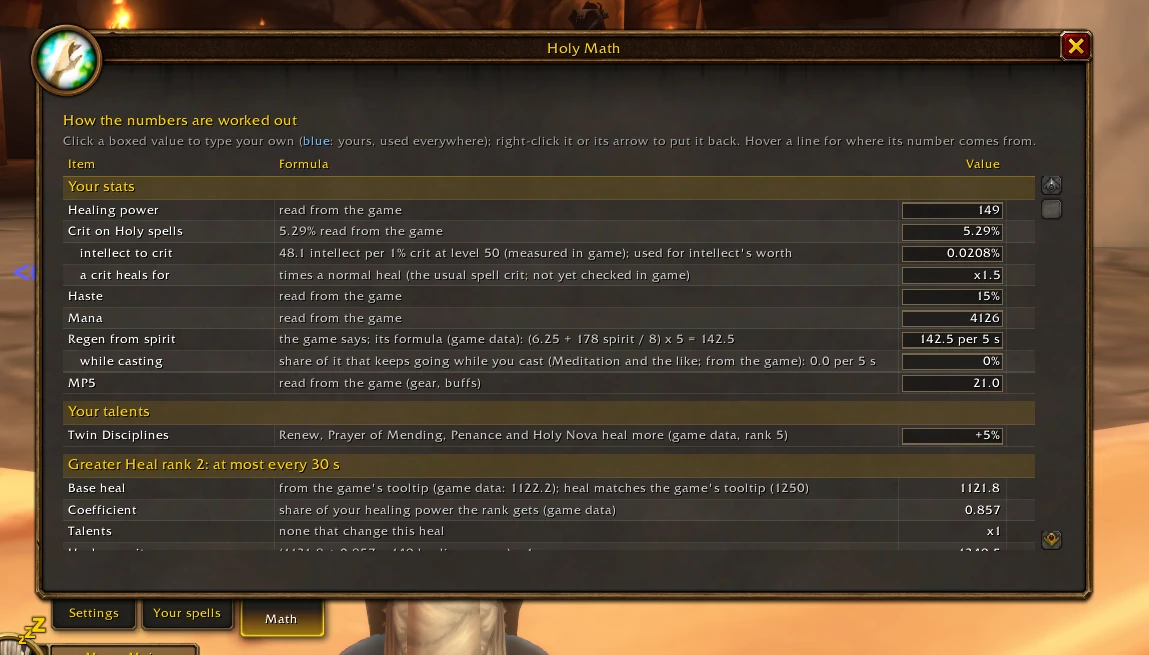 Holy Math
How the numbers are worked out
Click a boxed value to type your own (blue: yours, used everywhere); right-click it or its arrow to put it back. Hover a line for where its number comes from.
Item Formula Value
Your stats
Healing power read from the game 149
Crit on Holy spells 5.29% read from the game 5.29%
intellect to crit 48.1 intellect per 1% crit at level 50 (measured in game); used for intellect's worth 0.0208%
a crit heals for times a normal heal (the usual spell crit; not yet checked in game) x1.5
Haste read from the game 15%
Mana read from the game 4126
Regen from spirit the game says; its formula (game data): (6.25 + 178 spirit / 8) x 5 = 142.5 142.5 per 5 s
while casting share of it that keeps going while you cast (Meditation and the like; from the game): 0.0 per 5 s 0%
MP5 read from the game (gear, buffs) 21.0
Your talents
Twin Disciplines Renew, Prayer of Mending, Penance and Holy Nova heal more (game data, rank 5) +5%
Greater Heal rank 2: at most every 30 s
Base heal from the game's tooltip (game data: 1122.2); heal matches the game's tooltip (1250) 1121.8
Coefficient share of your healing power the rank gets (game data) 0.857
Talents none that change this heal x1
Settings Your spells Math